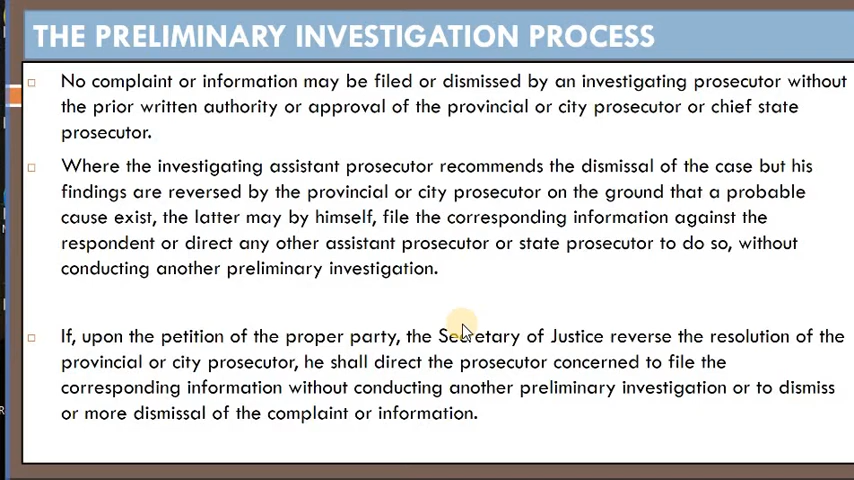 THE PRELIMINARY INVESTIGATION PROCESS
No complaint or information may be filed or dismissed by an investigating prosecutor without
the prior written authority or approval of the provincial or city prosecutor or chief state
prosecutor.
Where the investigating assistant prosecutor recommends the dismissal of the case but his
findings are reversed by the provincial or city prosecutor on the ground that a probable
cause exist, the latter may by himself, file the corresponding information against the
respondent or direct any other assistant prosecutor or state prosecutor to do so, without
conducting another preliminary investigation.
If, upon the petition of the proper party, the Secretary of Justice reverse the resolution of the
provincial or city prosecutor, he shall direct the prosecutor concerned to file the
corresponding information without conducting another preliminary investigation or to dismiss
or more dismissal of the complaint or information.